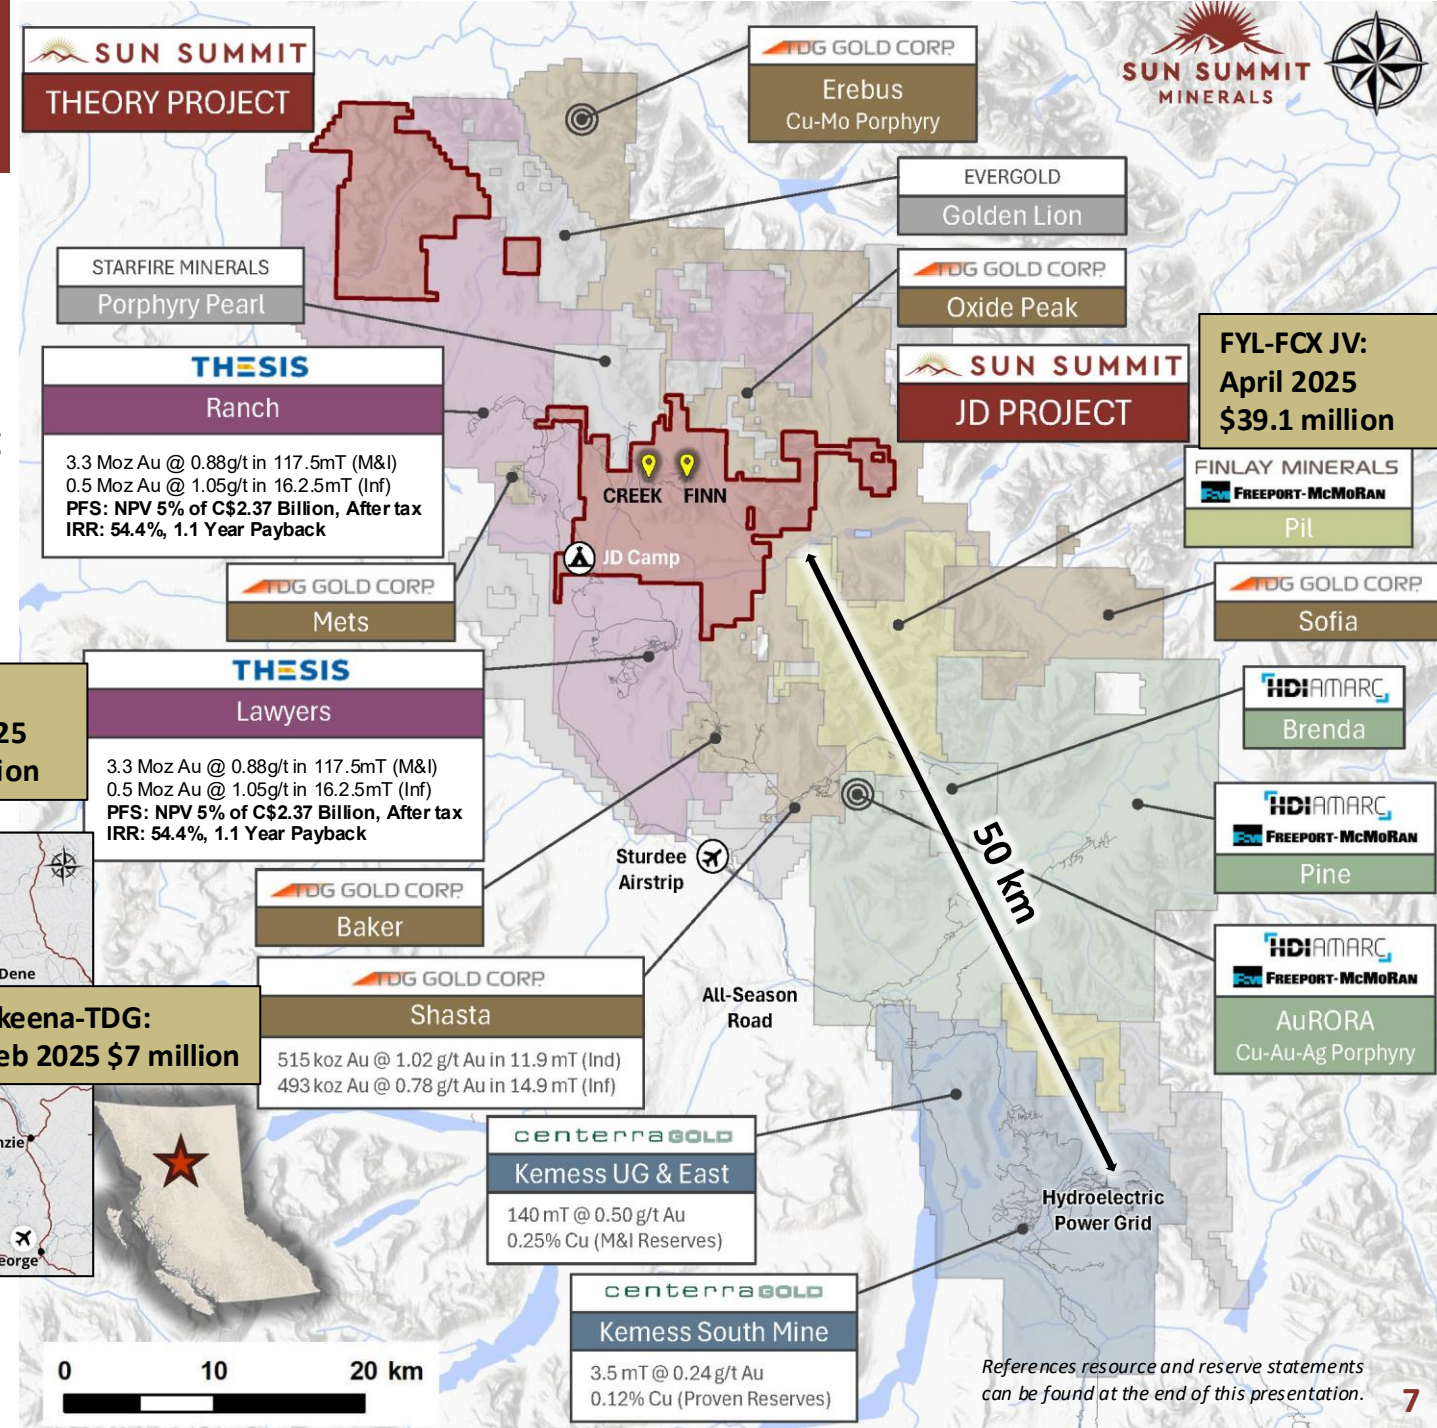 SUN SUMMIT
THEORY PROJECT
TDG GOLD CORP.
Erebus
Cu-Mo Porphyry
SUN SUMMIT
MINERALS
EVERGOLD
Golden Lion
STARFIRE MINERALS
Porphyry Pearl
TDG GOLD CORP.
Oxide Peak
THESIS
Ranch
3.3 Moz Au @ 0.88g/t in 117.5mT (M&I)
0.5 Moz Au @ 1.05g/t in 16.2.5mT (Inf)
PFS: NPV 5% of C$2.37 Billion, After tax
IRR: 54.4%, 1.1 Year Payback
SUN SUMMIT
JD PROJECT
FYL-FCX JV:
April 2025
$39.1 million
FINLAY MINERALS
FREEPORT-McMoRAN
Pil
CREEK
FINN
JD Camp
TDG GOLD CORP.
Mets
TDG GOLD CORP.
Sofia
THESIS
Lawyers
3.3 Moz Au @ 0.88g/t in 117.5mT (M&I)
0.5 Moz Au @ 1.05g/t in 16.2.5mT (Inf)
PFS: NPV 5% of C$2.37 Billion, After tax
IRR: 54.4%, 1.1 Year Payback
25
ion
HDI AMARC
Brenda
HDI AMARC
FREEPORT-McMoRAN
Pine
50 km
Sturdee
Airstrip
TDG GOLD CORP.
Baker
HDI AMARC
FREEPORT-McMoRAN
AuRORA
Cu-Au-Ag Porphyry
Dene
TDG GOLD CORP.
Shasta
515 koz Au @ 1.02 g/t Au in 11.9 mT (Ind)
493 koz Au @ 0.78 g/t Au in 14.9 mT (Inf)
All-Season
Road
keena-TDG:
eb 2025 $7 million
nzie
eorge
centerra GOLD
Kemess UG & East
140 mT @ 0.50 g/t Au
0.25% Cu (M&I Reserves)
Hydroelectric
Power Grid
centerra GOLD
Kemess South Mine
3.5 mT @ 0.24 g/t Au
0.12% Cu (Proven Reserves)
0 10 20 km
References resource and reserve statements
can be found at the end of this presentation.
7